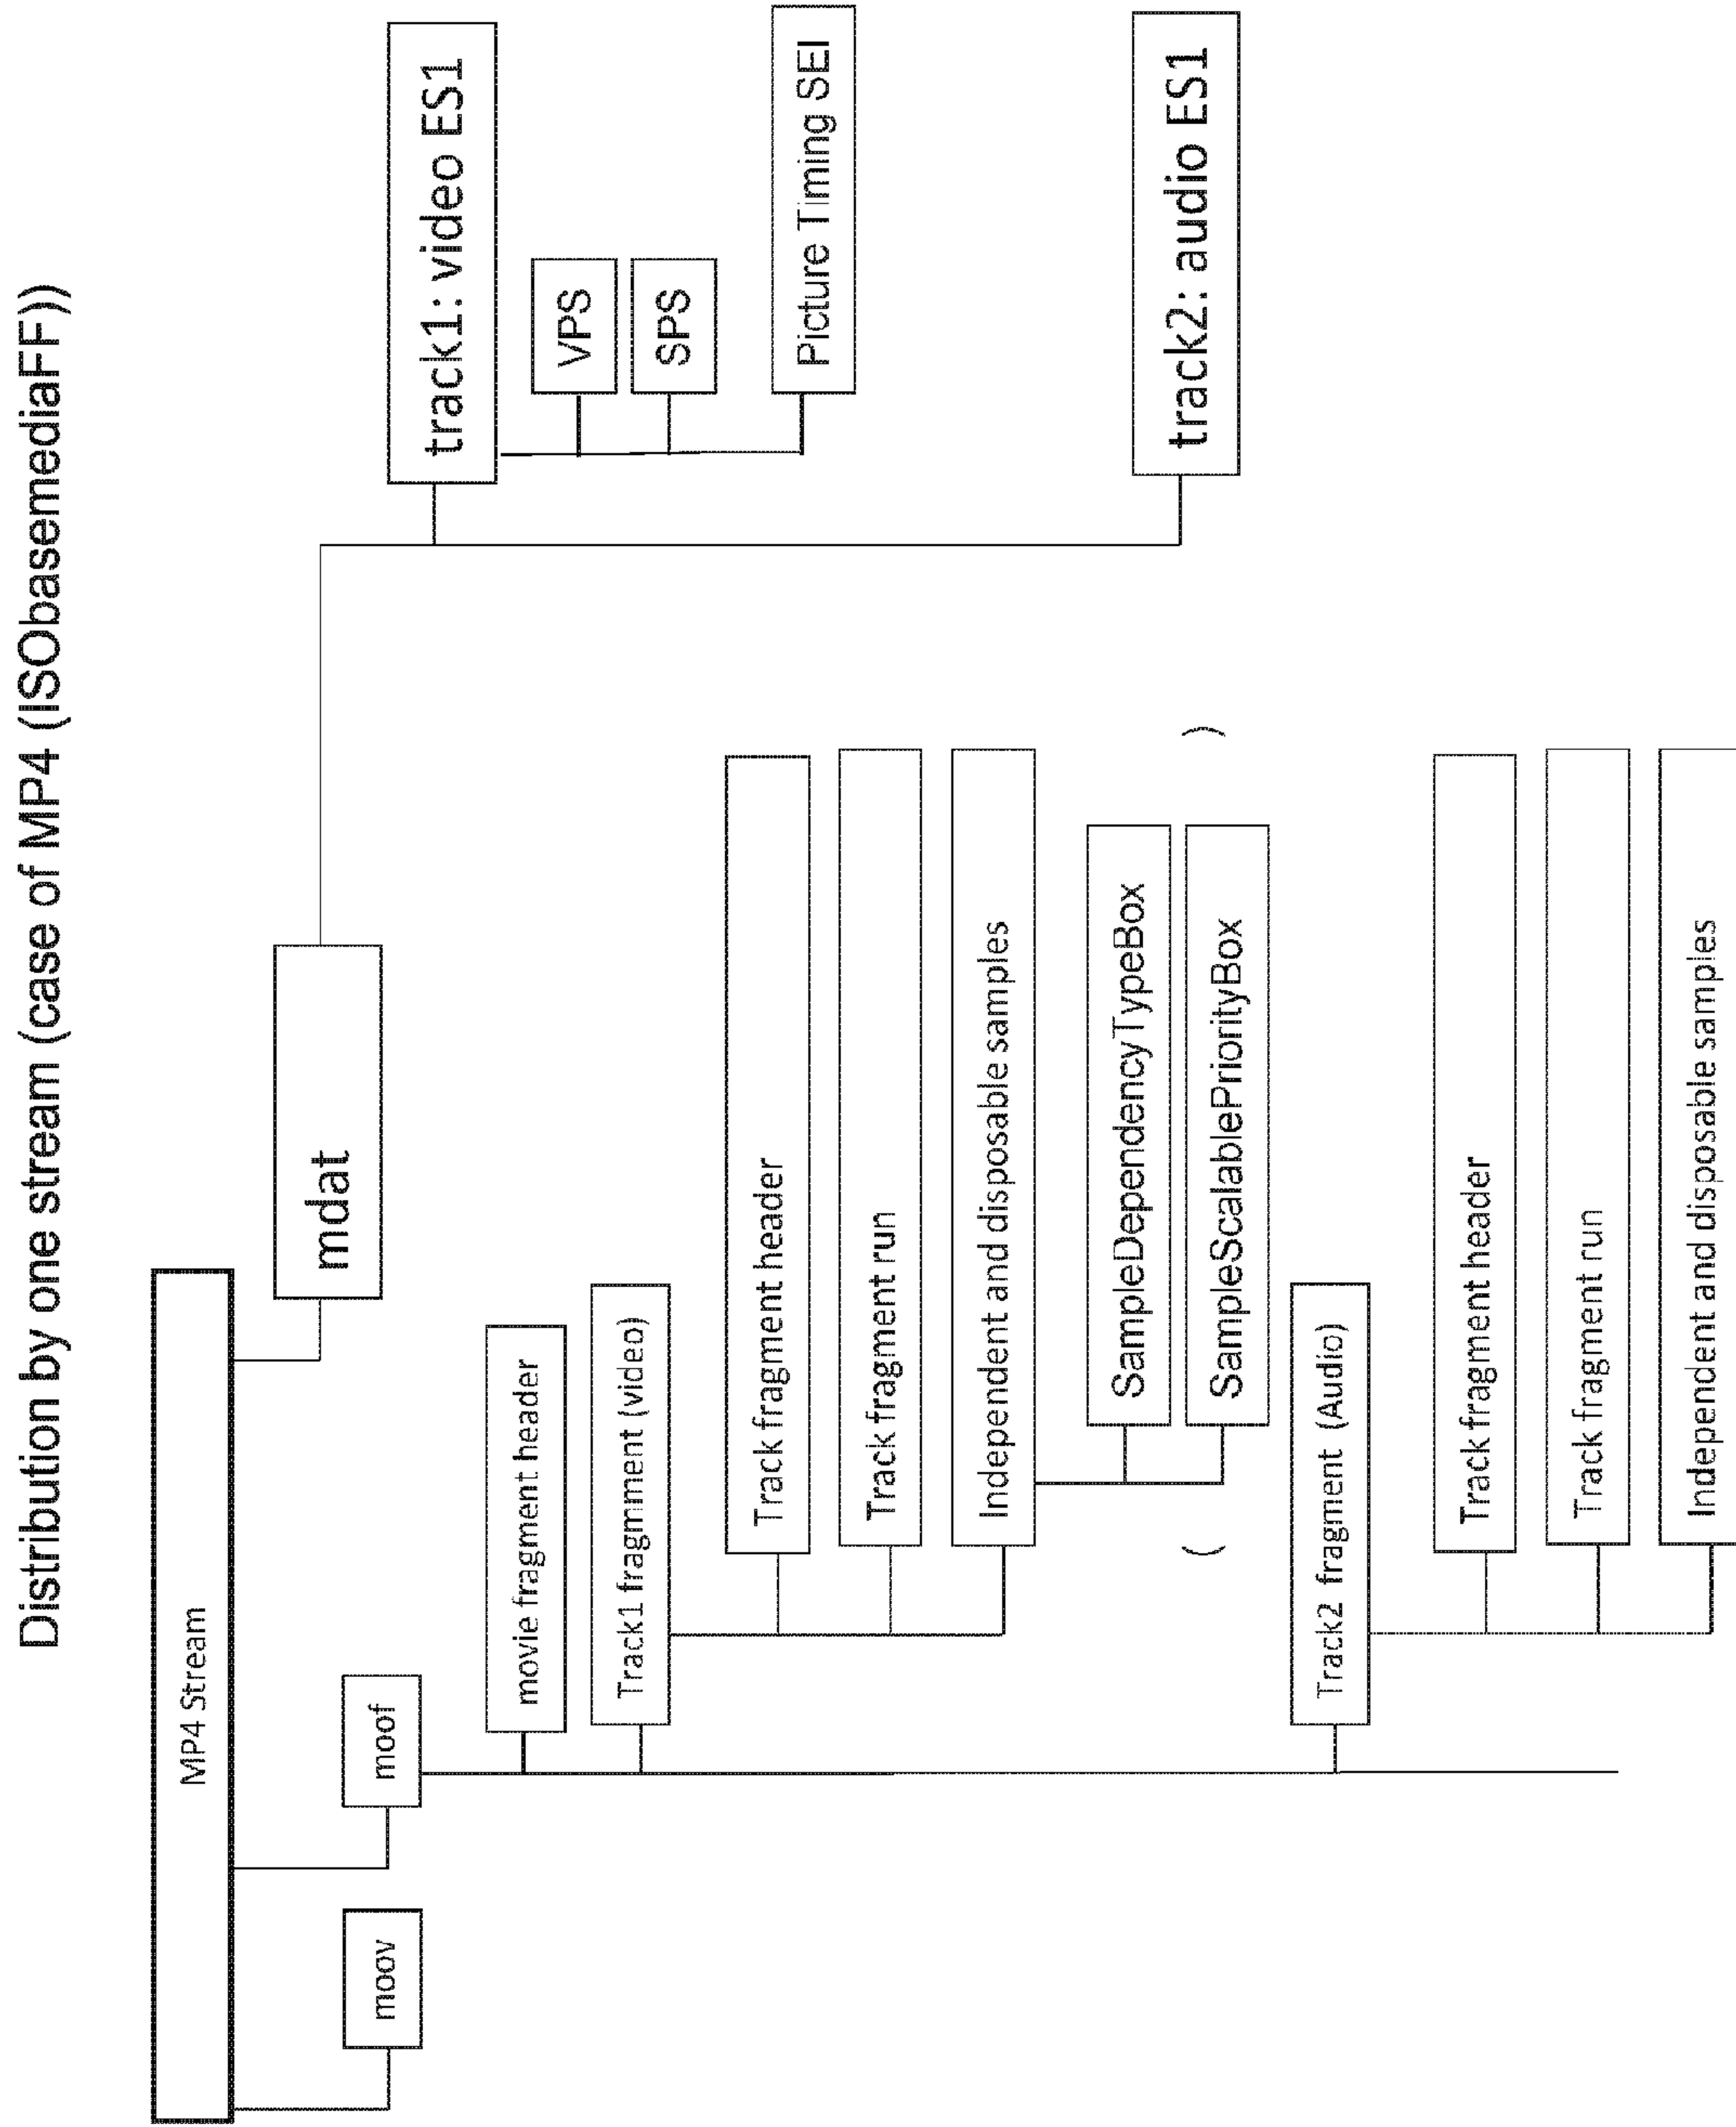 Distribution by one stream (case of MP4 (ISObasemediaFF))
MP4 Stream
moov
moof
mdat
movie fragment header
Track1 fragmment (video)
Track fragment header
Track fragment run
Independent and disposable samples
(
SampleDependencyTypeBox
SampleScalablePriorityBox
)
Track2 fragment (Audio)
Track fragment header
Track fragment run
Independent and disposable samples
track1: video ES1
VPS
SPS
Picture Timing SEI
track2: audio ES1